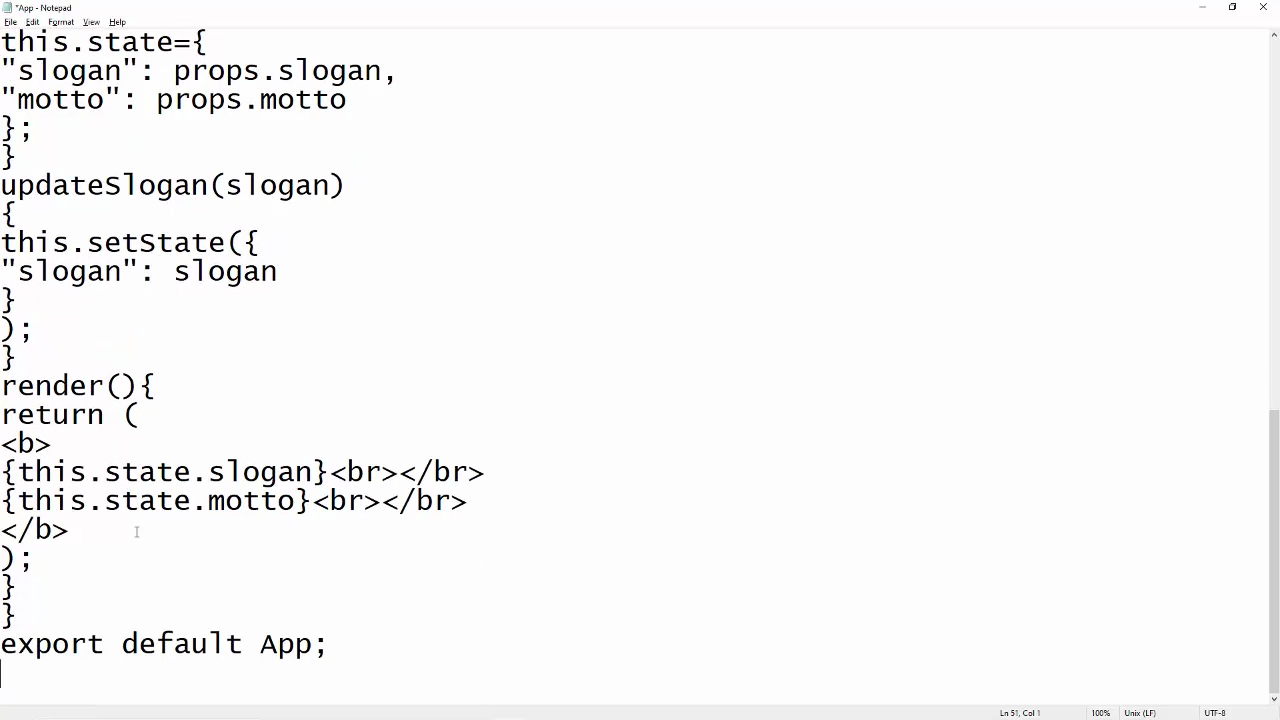 *App - Notepad
File Edit Format View Help
this.state={
"slogan": props.slogan,
"motto": props.motto
};
}
updateSlogan(slogan)
{
this.setState({
"slogan": slogan
}
);
}
render(){
return (
<b>
{this.state.slogan}<br></br>
{this.state.motto}<br></br>
</b>
);
}
}
export default App;
Ln 51, Col 1 100% Unix (LF) UTF-8